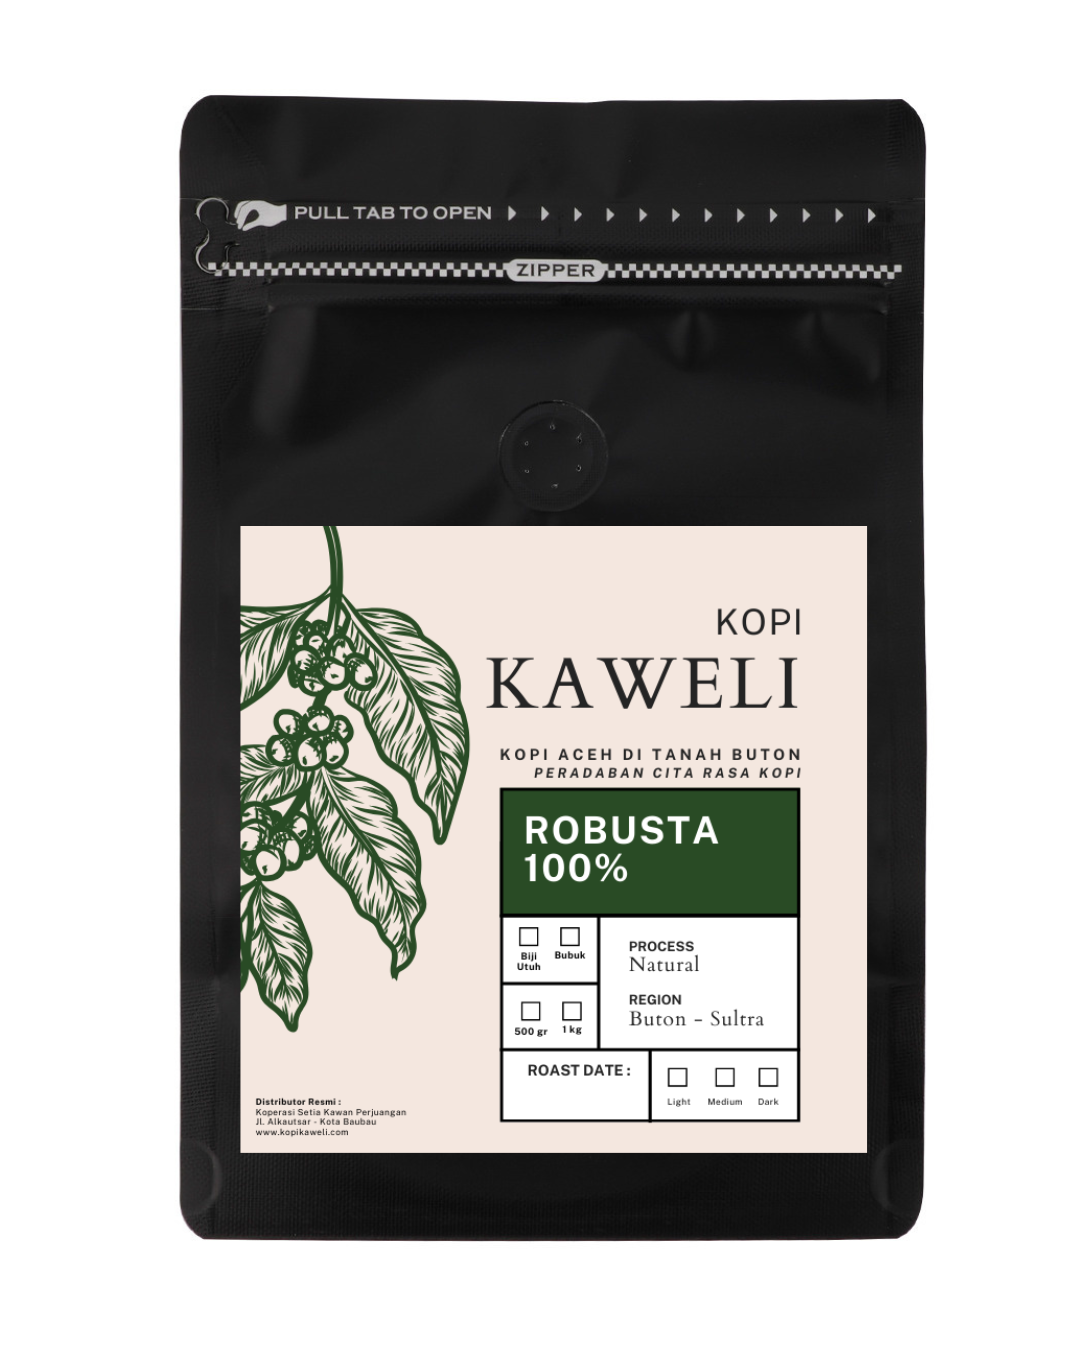 PULL TAB TO OPEN
ZIPPER
KOPI
KAWELI
KOPI ACEH DI TANAH BUTON
PERADABAN CITA RASA KOPI
ROBUSTA
100%
Biji
Utuh
Bubuk
500 gr
1 kg
PROCESS
Natural
REGION
Buton - Sultra
ROAST DATE :
Light
Medium
Dark
Distributor Resmi :
Koperasi Setia Kawan Perjuangan
Jl. Alkautsar - Kota Baubau
www.kopikaweli.com